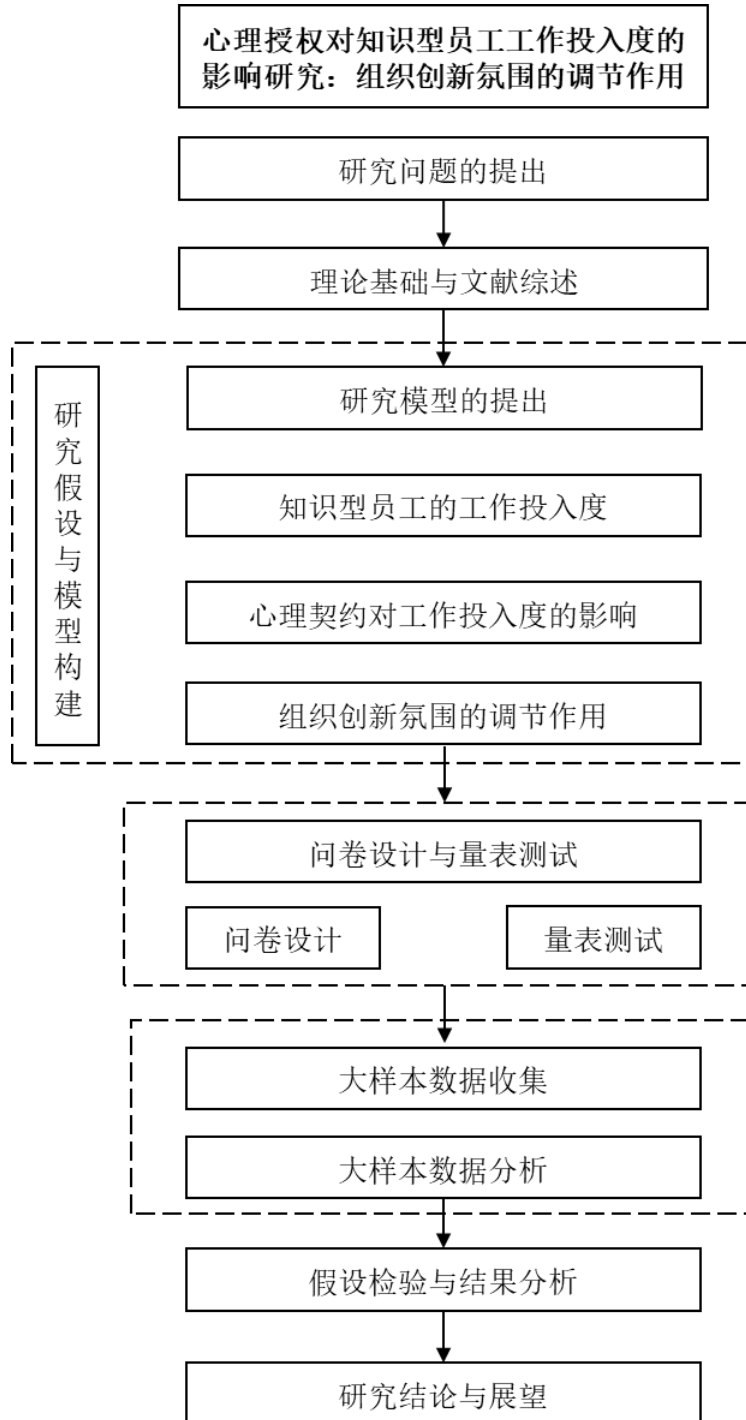 心理授权对知识型员工工作投入度的
影响研究：组织创新氛围的调节作用
研究问题的提出
理论基础与文献综述
研究假设与模型构建
研究模型的提出
知识型员工的工作投入度
心理契约对工作投入度的影响
组织创新氛围的调节作用
问卷设计与量表测试
问卷设计
量表测试
大样本数据收集
大样本数据分析
假设检验与结果分析
研究结论与展望